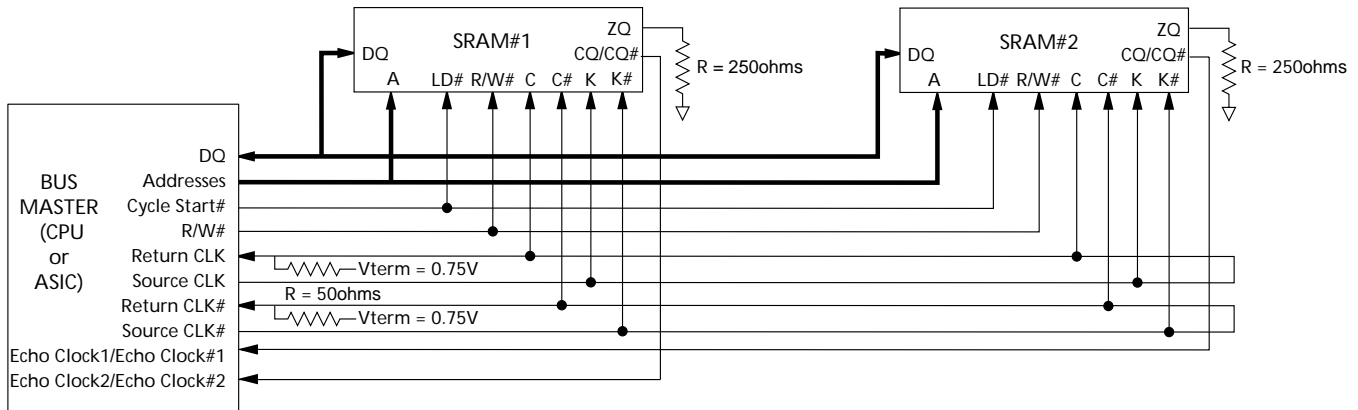 SRAM#1
ZQ
CQ/CQ#
DQ
A
LD#
R/W#
C
C#
K
K#
R = 250ohms
SRAM#2
ZQ
CQ/CQ#
DQ
A
LD#
R/W#
C
C#
K
K#
R = 250ohms
BUS
MASTER
(CPU
or
ASIC)
DQ
Addresses
Cycle Start#
R/W#
Return CLK
Source CLK
Return CLK#
Source CLK#
Echo Clock1/Echo Clock#1
Echo Clock2/Echo Clock#2
Vterm = 0.75V
R = 50ohms
Vterm = 0.75V